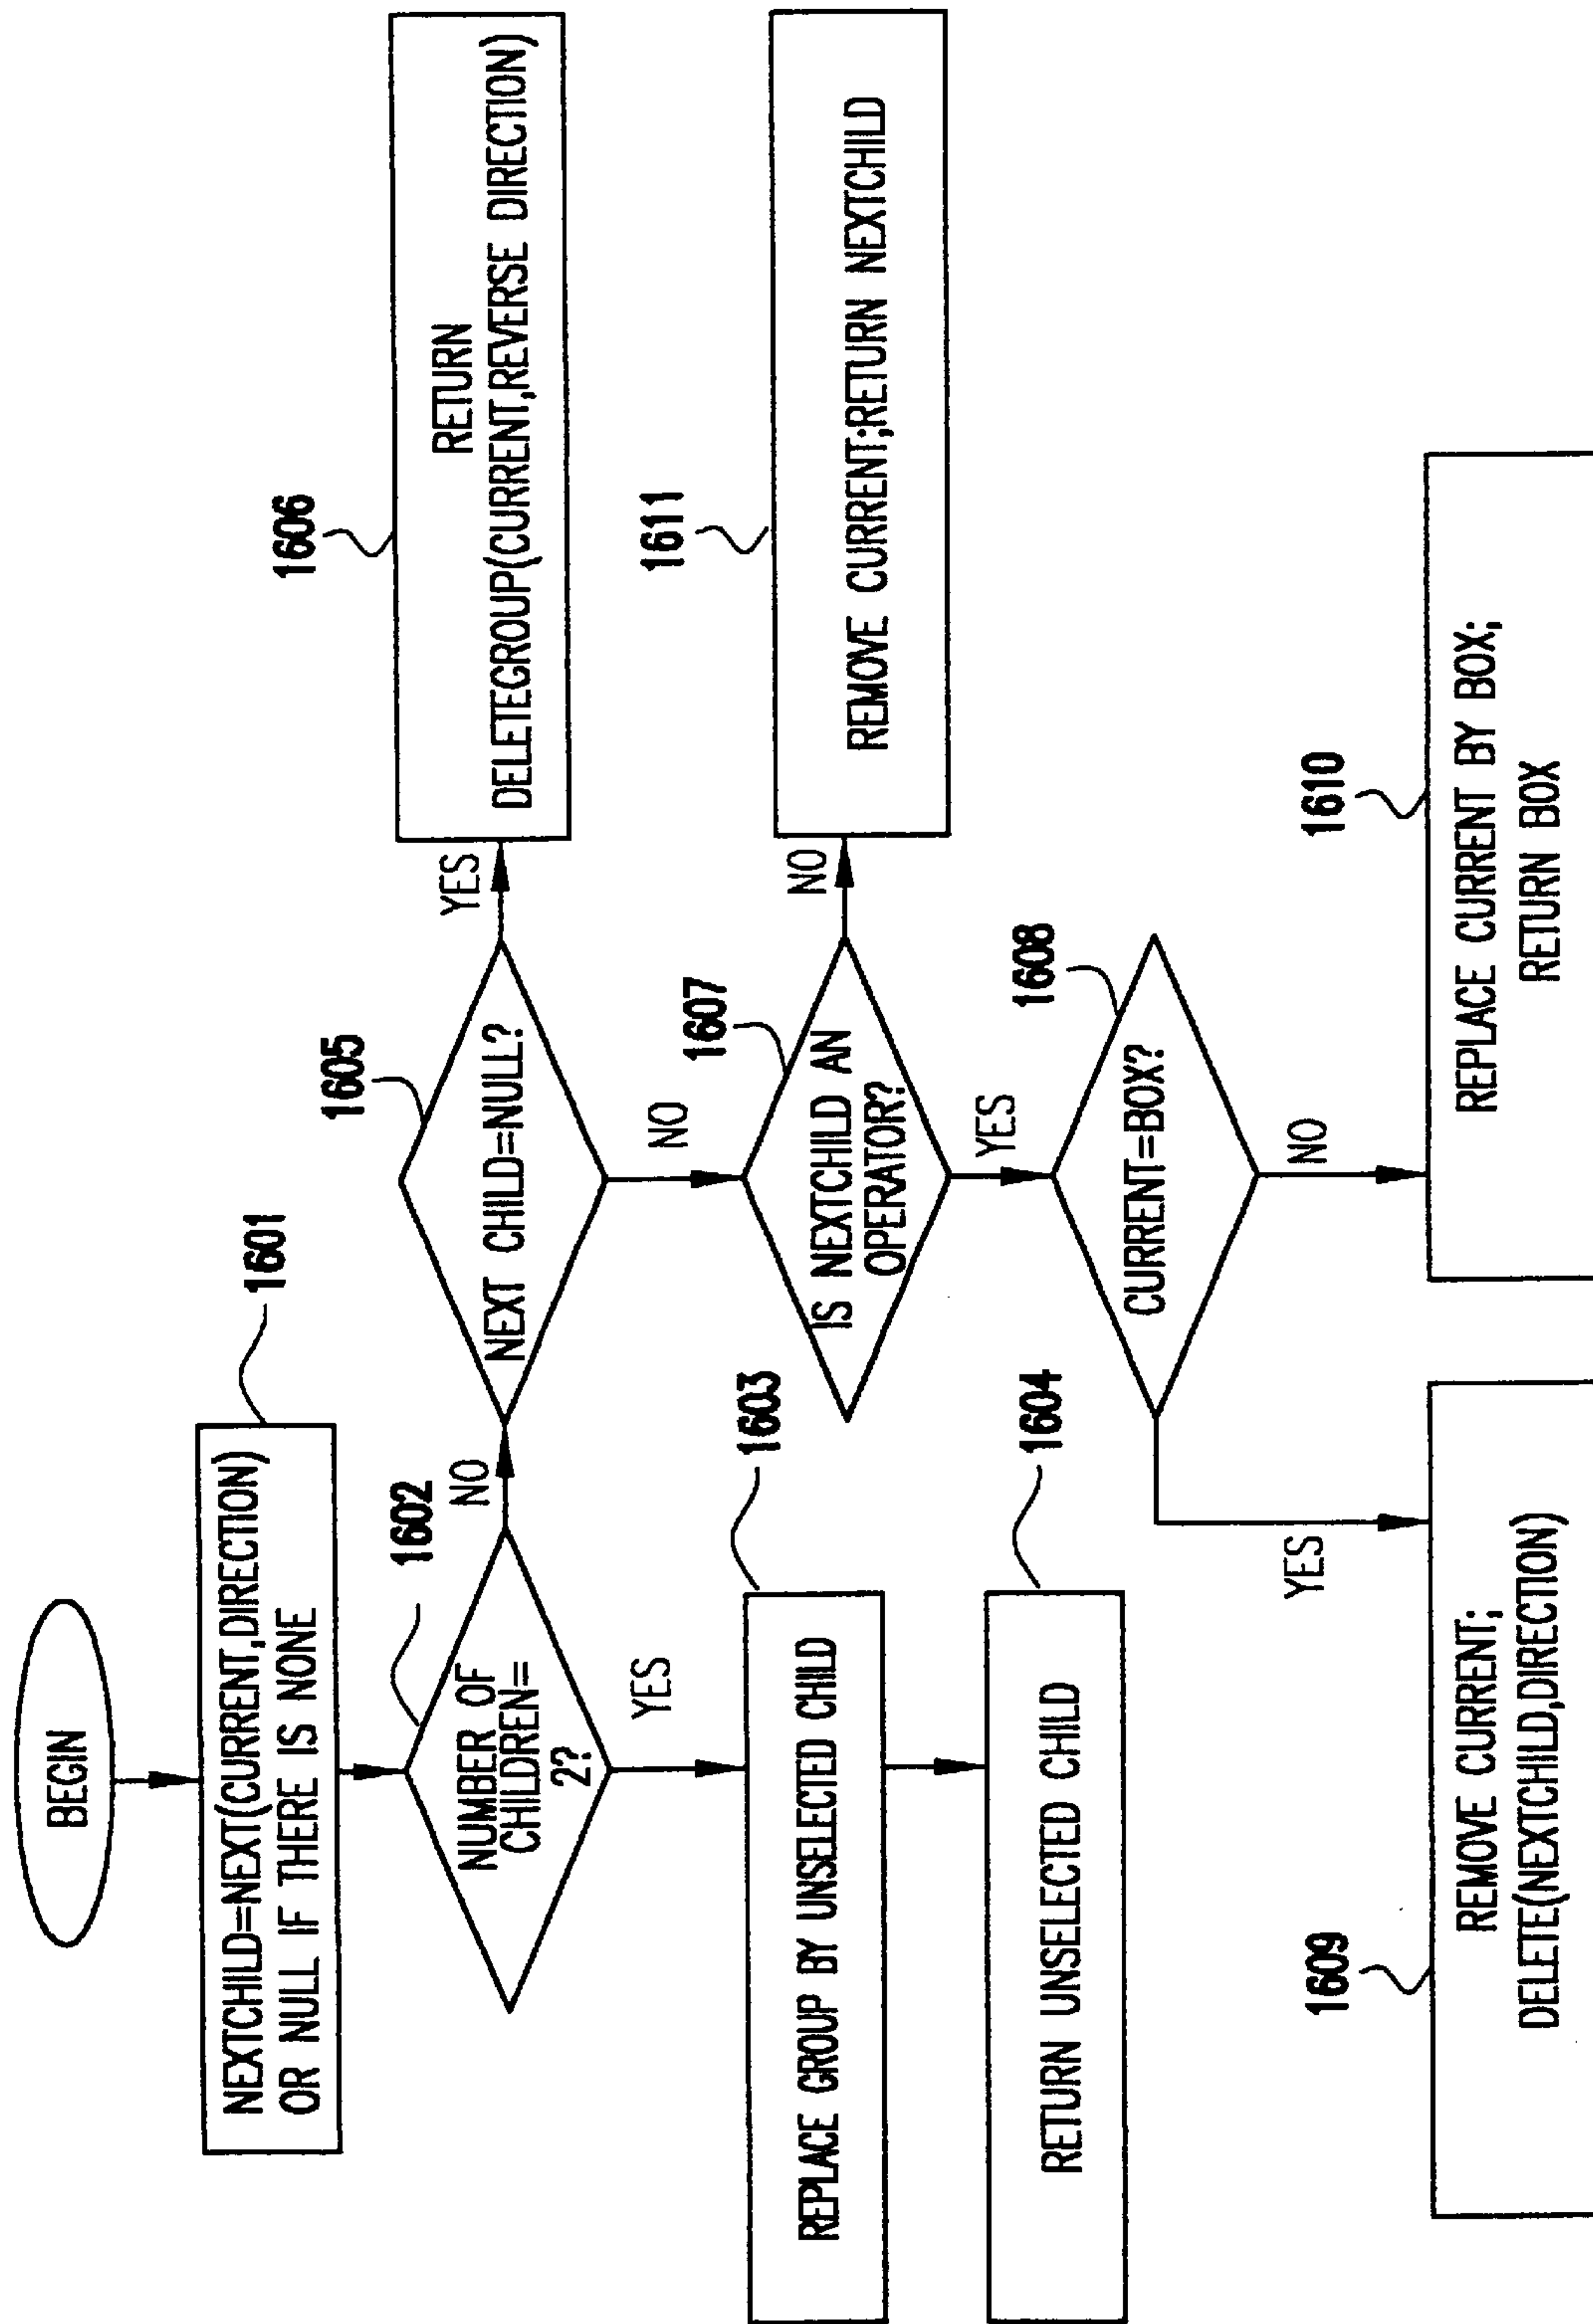 BEGIN
1601
NEXTCHILD=NEXT(CURRENT,DIRECTION)
OR NULL IF THERE IS NONE
1602
NUMBER OF
CHILDREN=
2?
NO
YES
1603
REPLACE GROUP BY UNSELECTED CHILD
1604
RETURN UNSELECTED CHILD
1605
NEXT CHILD=NULL?
YES
NO
1606
RETURN
DELETEGROUP(CURRENT,REVERSE DIRECTION)
1607
IS NEXTCHILD AN
OPERATOR?
NO
YES
1611
REMOVE CURRENT;RETURN NEXTCHILD
1608
CURRENT=BOX?
YES
NO
1609
REMOVE CURRENT;
DELETE(NEXTCHILD,DIRECTION)
1610
REPLACE CURRENT BY BOX;
RETURN BOX